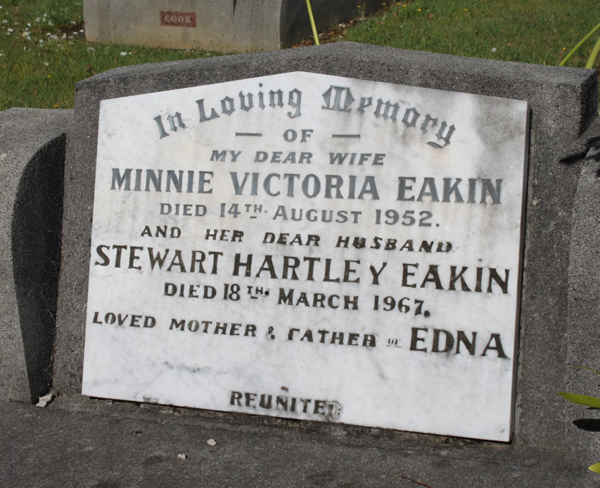 COOK
In Loving Memory
— OF —
MY DEAR WIFE
MINNIE VICTORIA EAKIN
DIED 14TH. AUGUST 1952.
AND HER DEAR HUSBAND
STEWART HARTLEY EAKIN
DIED 18TH. MARCH 1967.
LOVED MOTHER & FATHER OF EDNA
REUNITED